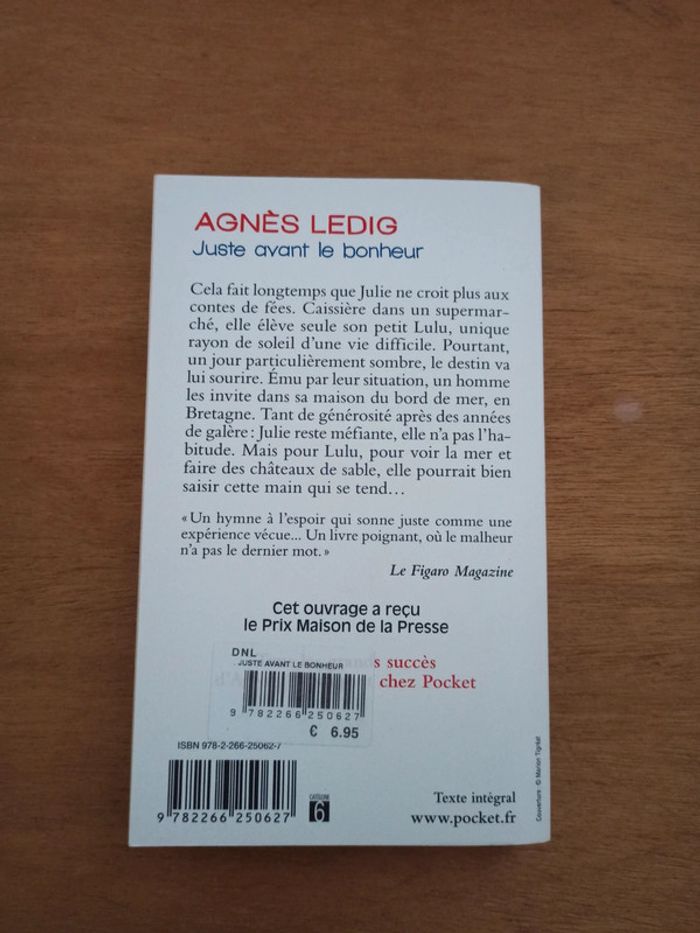 AGNÈS LEDIG
Juste avant le bonheur
Cela fait longtemps que Julie ne croit plus aux
contes de fées. Caissière dans un supermar-
ché, elle élève seule son petit Lulu, unique
rayon de soleil d'une vie difficile. Pourtant,
un jour particulièrement sombre, le destin va
lui sourire. Ému par leur situation, un homme
les invite dans sa maison du bord de mer, en
Bretagne. Tant de générosité après des années
de galère : Julie reste méfiante, elle n'a pas l'ha-
bitude. Mais pour Lulu, pour voir la mer et
faire des châteaux de sable, elle pourrait bien
saisir cette main qui se tend…
« Un hymne à l'espoir qui sonne juste comme une
expérience vécue... Un livre poignant, où le malheur
n'a pas le dernier mot. »
Le Figaro Magazine
Cet ouvrage a reçu
le Prix Maison de la Presse
DNL
JUSTE AVANT LE BONHEUR
9 782266 250627
€ 6.95
succès
chez Pocket
ISBN 978-2-266-25062-7
9 782266 250627
CATÉGORIE
6
Texte intégral
www.pocket.fr
Couverture : © Marion Tigréat